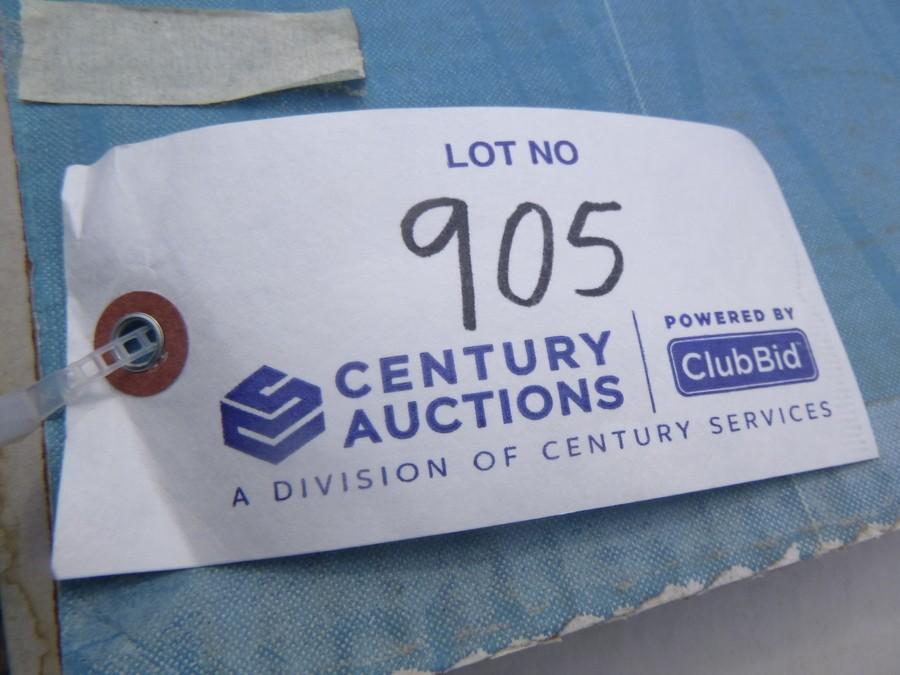 LOT NO
905
CENTURY
AUCTIONS
POWERED BY
ClubBid
A DIVISION OF CENTURY SERVICES